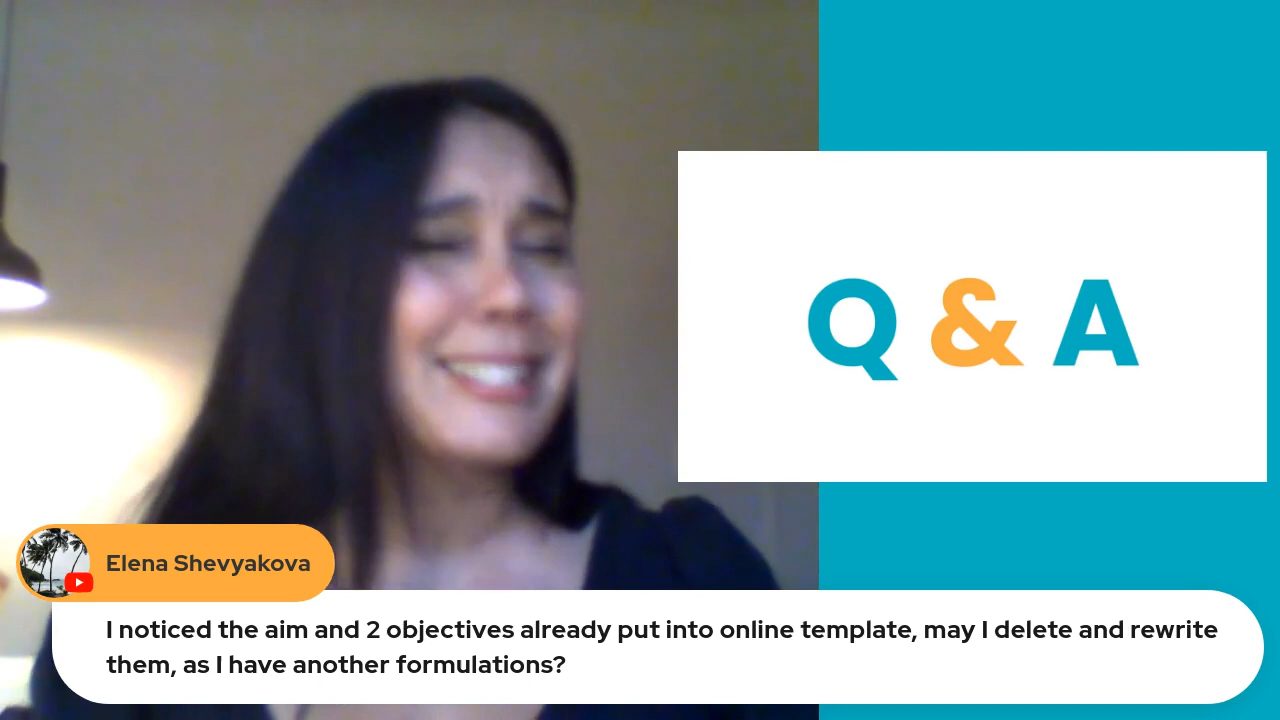 Q & A
Elena Shevyakova
I noticed the aim and 2 objectives already put into online template, may I delete and rewrite
them, as I have another formulations?